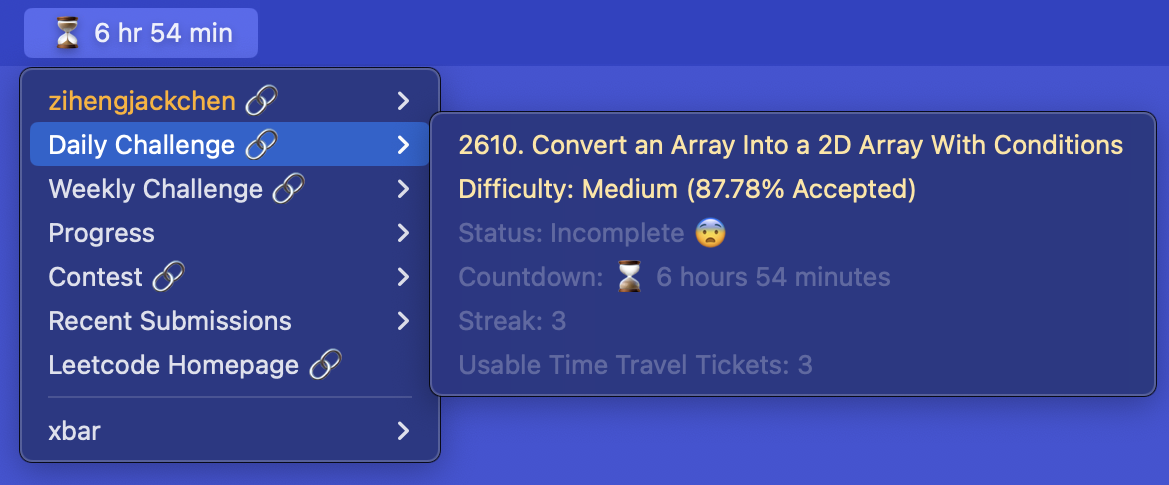 ⏳ 6 hr 54 min
zihengjackchen 🔗
Daily Challenge 🔗
Weekly Challenge 🔗
Progress
Contest 🔗
Recent Submissions
Leetcode Homepage 🔗
xbar
2610. Convert an Array Into a 2D Array With Conditions
Difficulty: Medium (87.78% Accepted)
Status: Incomplete 😨
Countdown: ⏳ 6 hours 54 minutes
Streak: 3
Usable Time Travel Tickets: 3